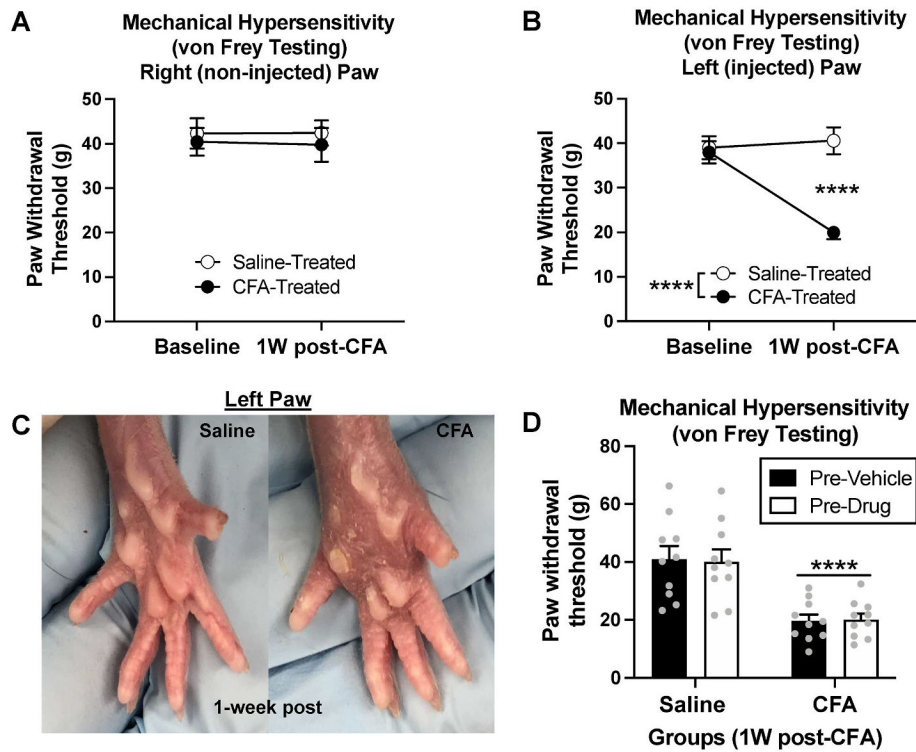 A
Mechanical Hypersensitivity
(von Frey Testing)
Right (non-injected) Paw
Paw Withdrawal
Threshold (g)
50
40
30
20
10
0
Saline-Treated
CFA-Treated
Baseline 1W post-CFA
B
Mechanical Hypersensitivity
(von Frey Testing)
Left (injected) Paw
Paw Withdrawal
Threshold (g)
50
40
30
20
10
0
****
****
Saline-Treated
CFA-Treated
Baseline 1W post-CFA
C
Left Paw
Saline
CFA
1-week post
D
Mechanical Hypersensitivity
(von Frey Testing)
Paw withdrawal
threshold (g)
80
60
40
20
0
Pre-Vehicle
Pre-Drug
****
Saline CFA
Groups (1W post-CFA)